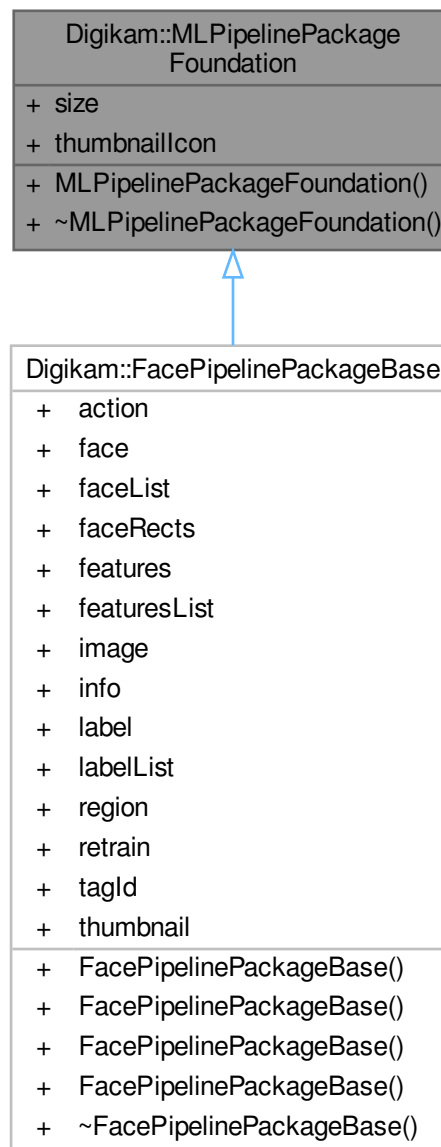 Digikam::MLPipelinePackage
Foundation
+ size
+ thumbnailIcon
+ MLPipelinePackageFoundation()
+ ~MLPipelinePackageFoundation()
Digikam::FacePipelinePackageBase
+ action
+ face
+ faceList
+ faceRects
+ features
+ featuresList
+ image
+ info
+ label
+ labelList
+ region
+ retrain
+ tagId
+ thumbnail
+ FacePipelinePackageBase()
+ FacePipelinePackageBase()
+ FacePipelinePackageBase()
+ FacePipelinePackageBase()
+ ~FacePipelinePackageBase()